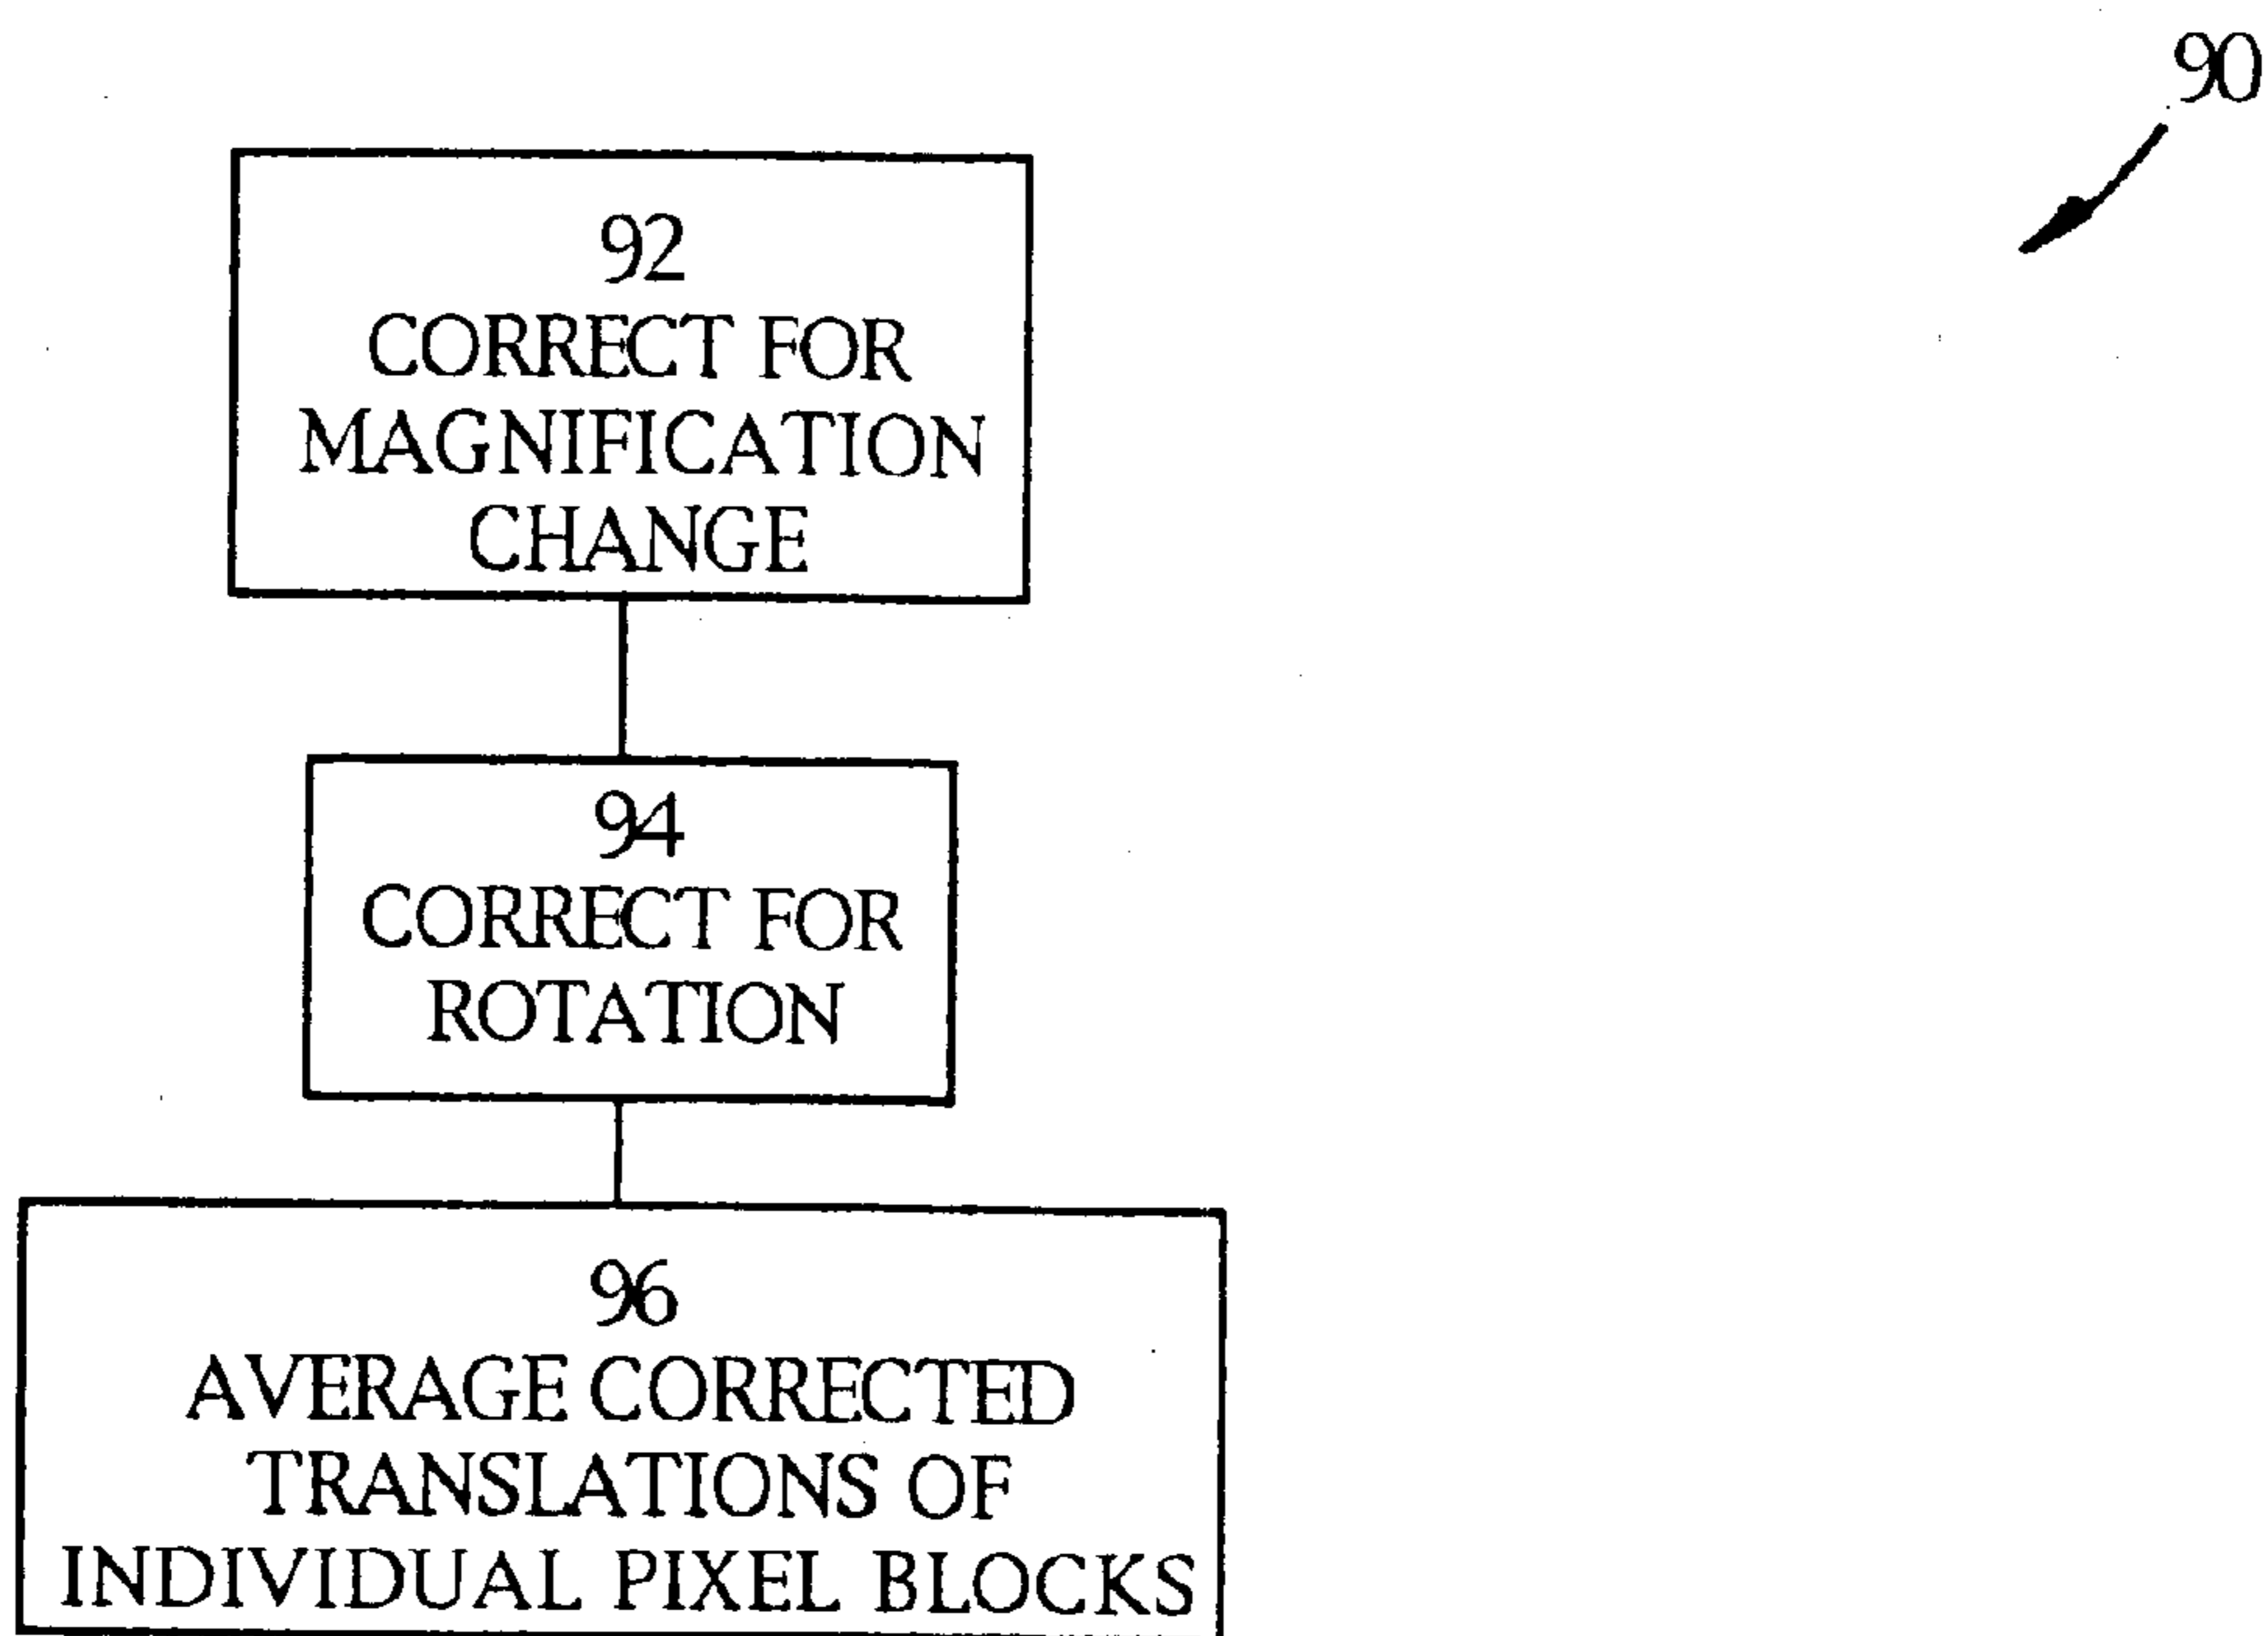 90
92
CORRECT FOR
MAGNIFICATION
CHANGE
94
CORRECT FOR
ROTATION
96
AVERAGE CORRECTED
TRANSLATIONS OF
INDIVIDUAL PIXEL BLOCKS